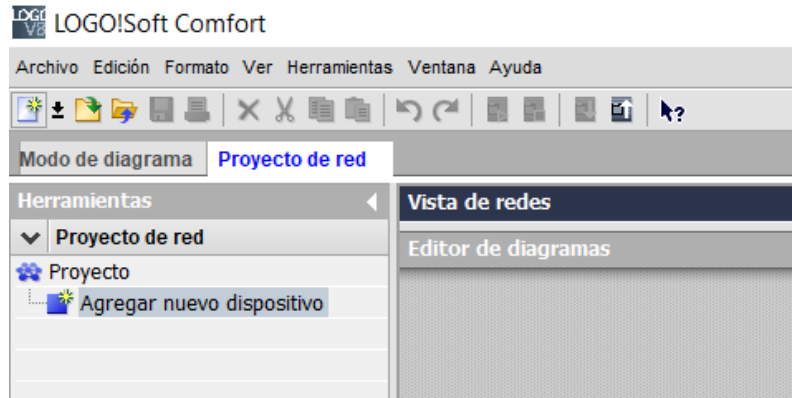 LOGO!Soft Comfort
Archivo Edición Formato Ver Herramientas Ventana Ayuda
Modo de diagrama Proyecto de red
Herramientas
Vista de redes
Proyecto de red
Editor de diagramas
Proyecto
Agregar nuevo dispositivo